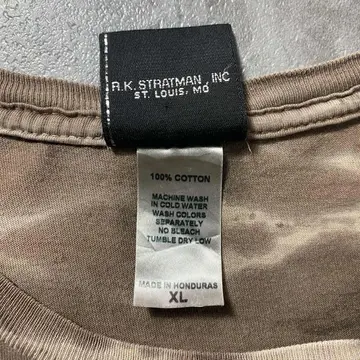 R.K. STRATMAN, INC
ST. LOUIS, MO
100% COTTON
MACHINE WASH
IN COLD WATER
WASH COLORS
SEPARATELY
NO BLEACH
TUMBLE DRY LOW
MADE IN HONDURAS
XL